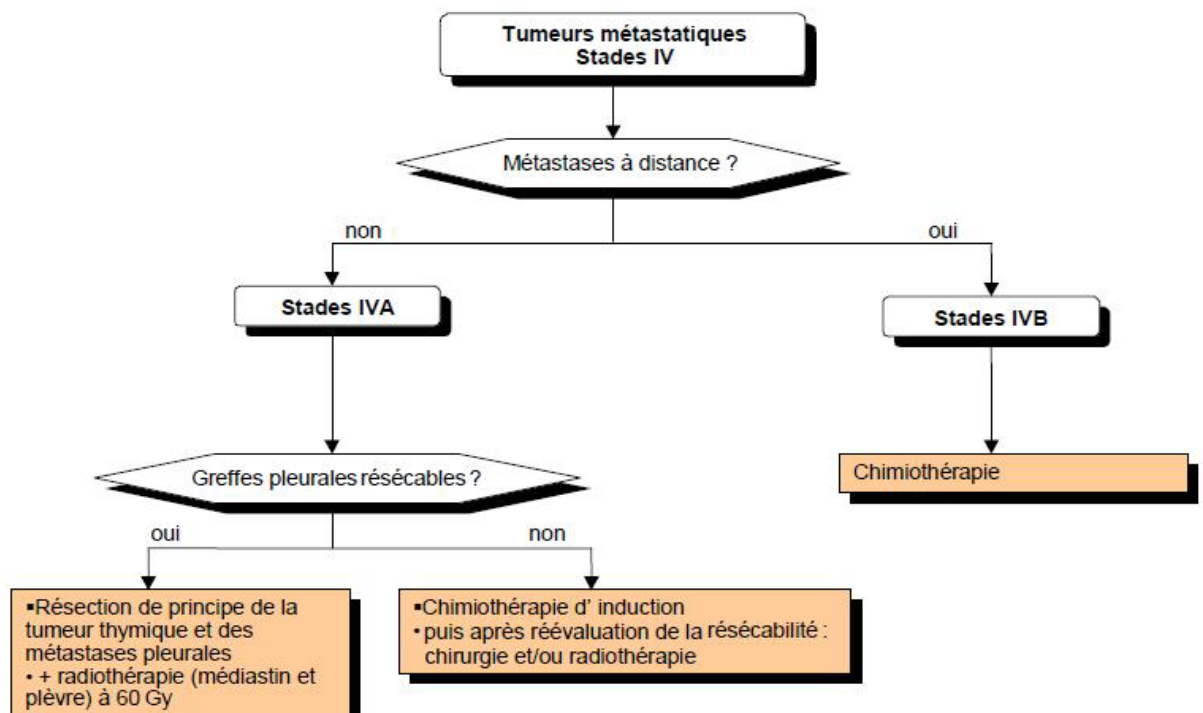 Tumeurs métastatiques
Stades IV
Métastases à distance ?
non
oui
Stades IVA
Stades IVB
Greffes pleurales résécables ?
Chimiothérapie
oui
non
▪Résection de principe de la
tumeur thymique et des
métastases pleurales
• + radiothérapie (médiastin et
plèvre) à 60 Gy
▪Chimiothérapie d’ induction
• puis après réévaluation de la résécabilité :
chirurgie et/ou radiothérapie